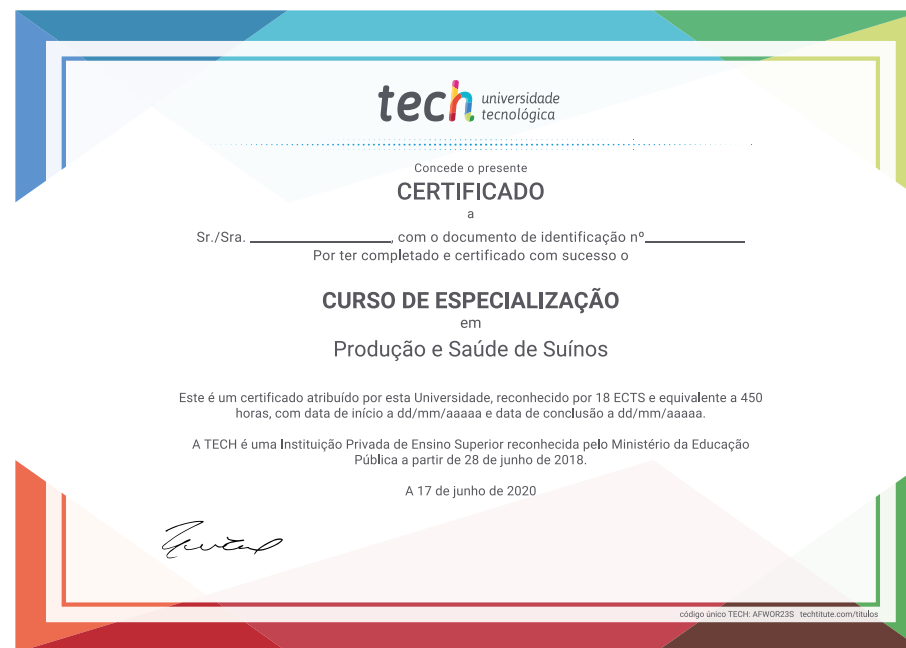 tech universidade
tecnológica
Concede o presente
CERTIFICADO
a
Sr./Sra. ____________________, com o documento de identificação nº______________
Por ter completado e certificado com sucesso o
CURSO DE ESPECIALIZAÇÃO
em
Produção e Saúde de Suínos
Este é um certificado atribuído por esta Universidade, reconhecido por 18 ECTS e equivalente a 450
horas, com data de início a dd/mm/aaaaa e data de conclusão a dd/mm/aaaaa.
A TECH é uma Instituição Privada de Ensino Superior reconhecida pelo Ministério da Educação
Pública a partir de 28 de junho de 2018.
A 17 de junho de 2020
código único TECH: AFWOR23S techtitute.com/titulos